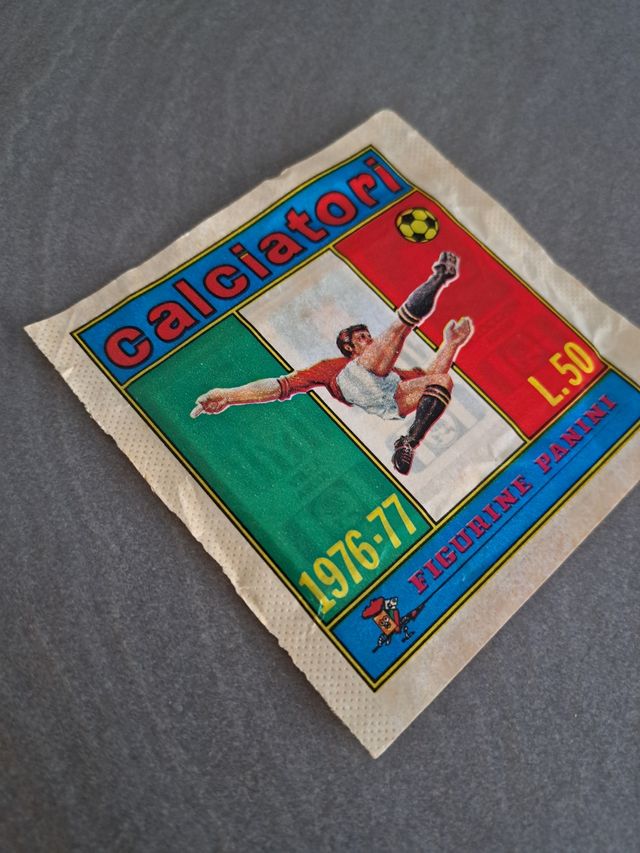 calciatori
L.50
1976-77
FIGURINE PANINI